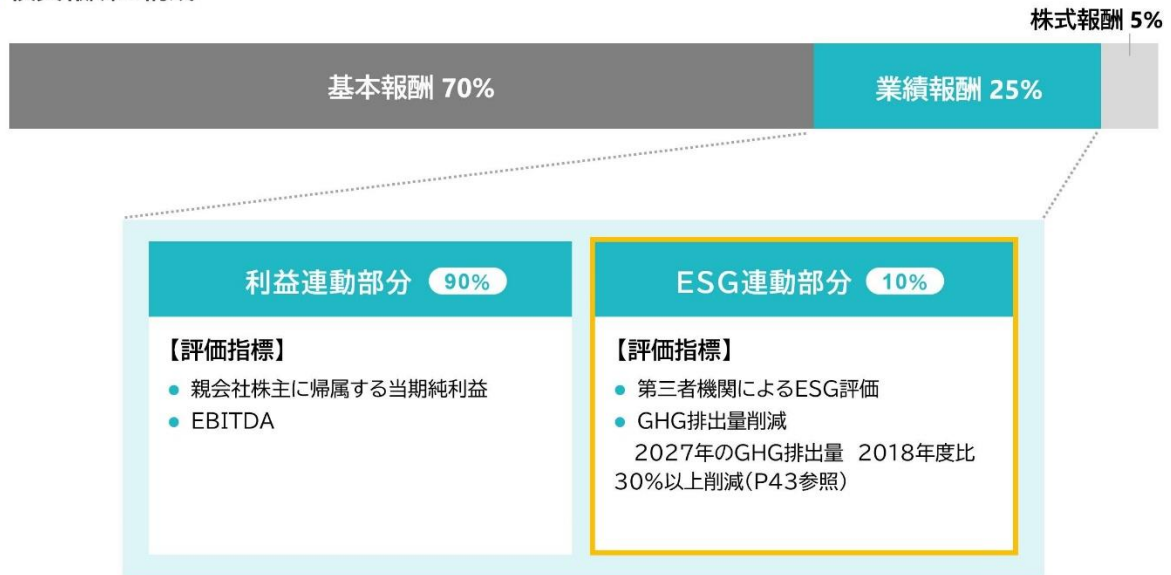 株式報酬 5%
基本報酬 70%
業績報酬 25%
利益連動部分 90%
【評価指標】
● 親会社株主に帰属する当期純利益
● EBITDA
ESG連動部分 10%
【評価指標】
● 第三者機関によるESG評価
● GHG排出量削減
2027年のGHG排出量 2018年度比
30%以上削減(P43参照)